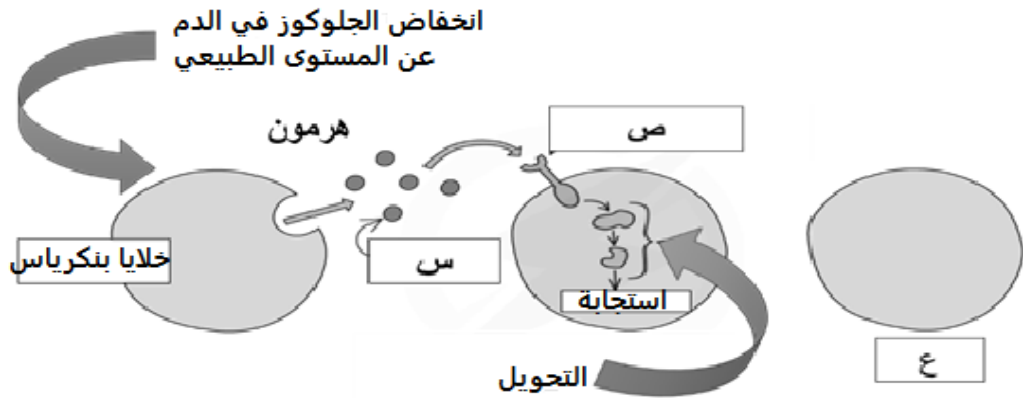 انخفاض الجلوكوز في الدم
عن المستوى الطبيعي
هرمون
ص
خلايا بنكرياس
س
استجابة
ع
التحويل